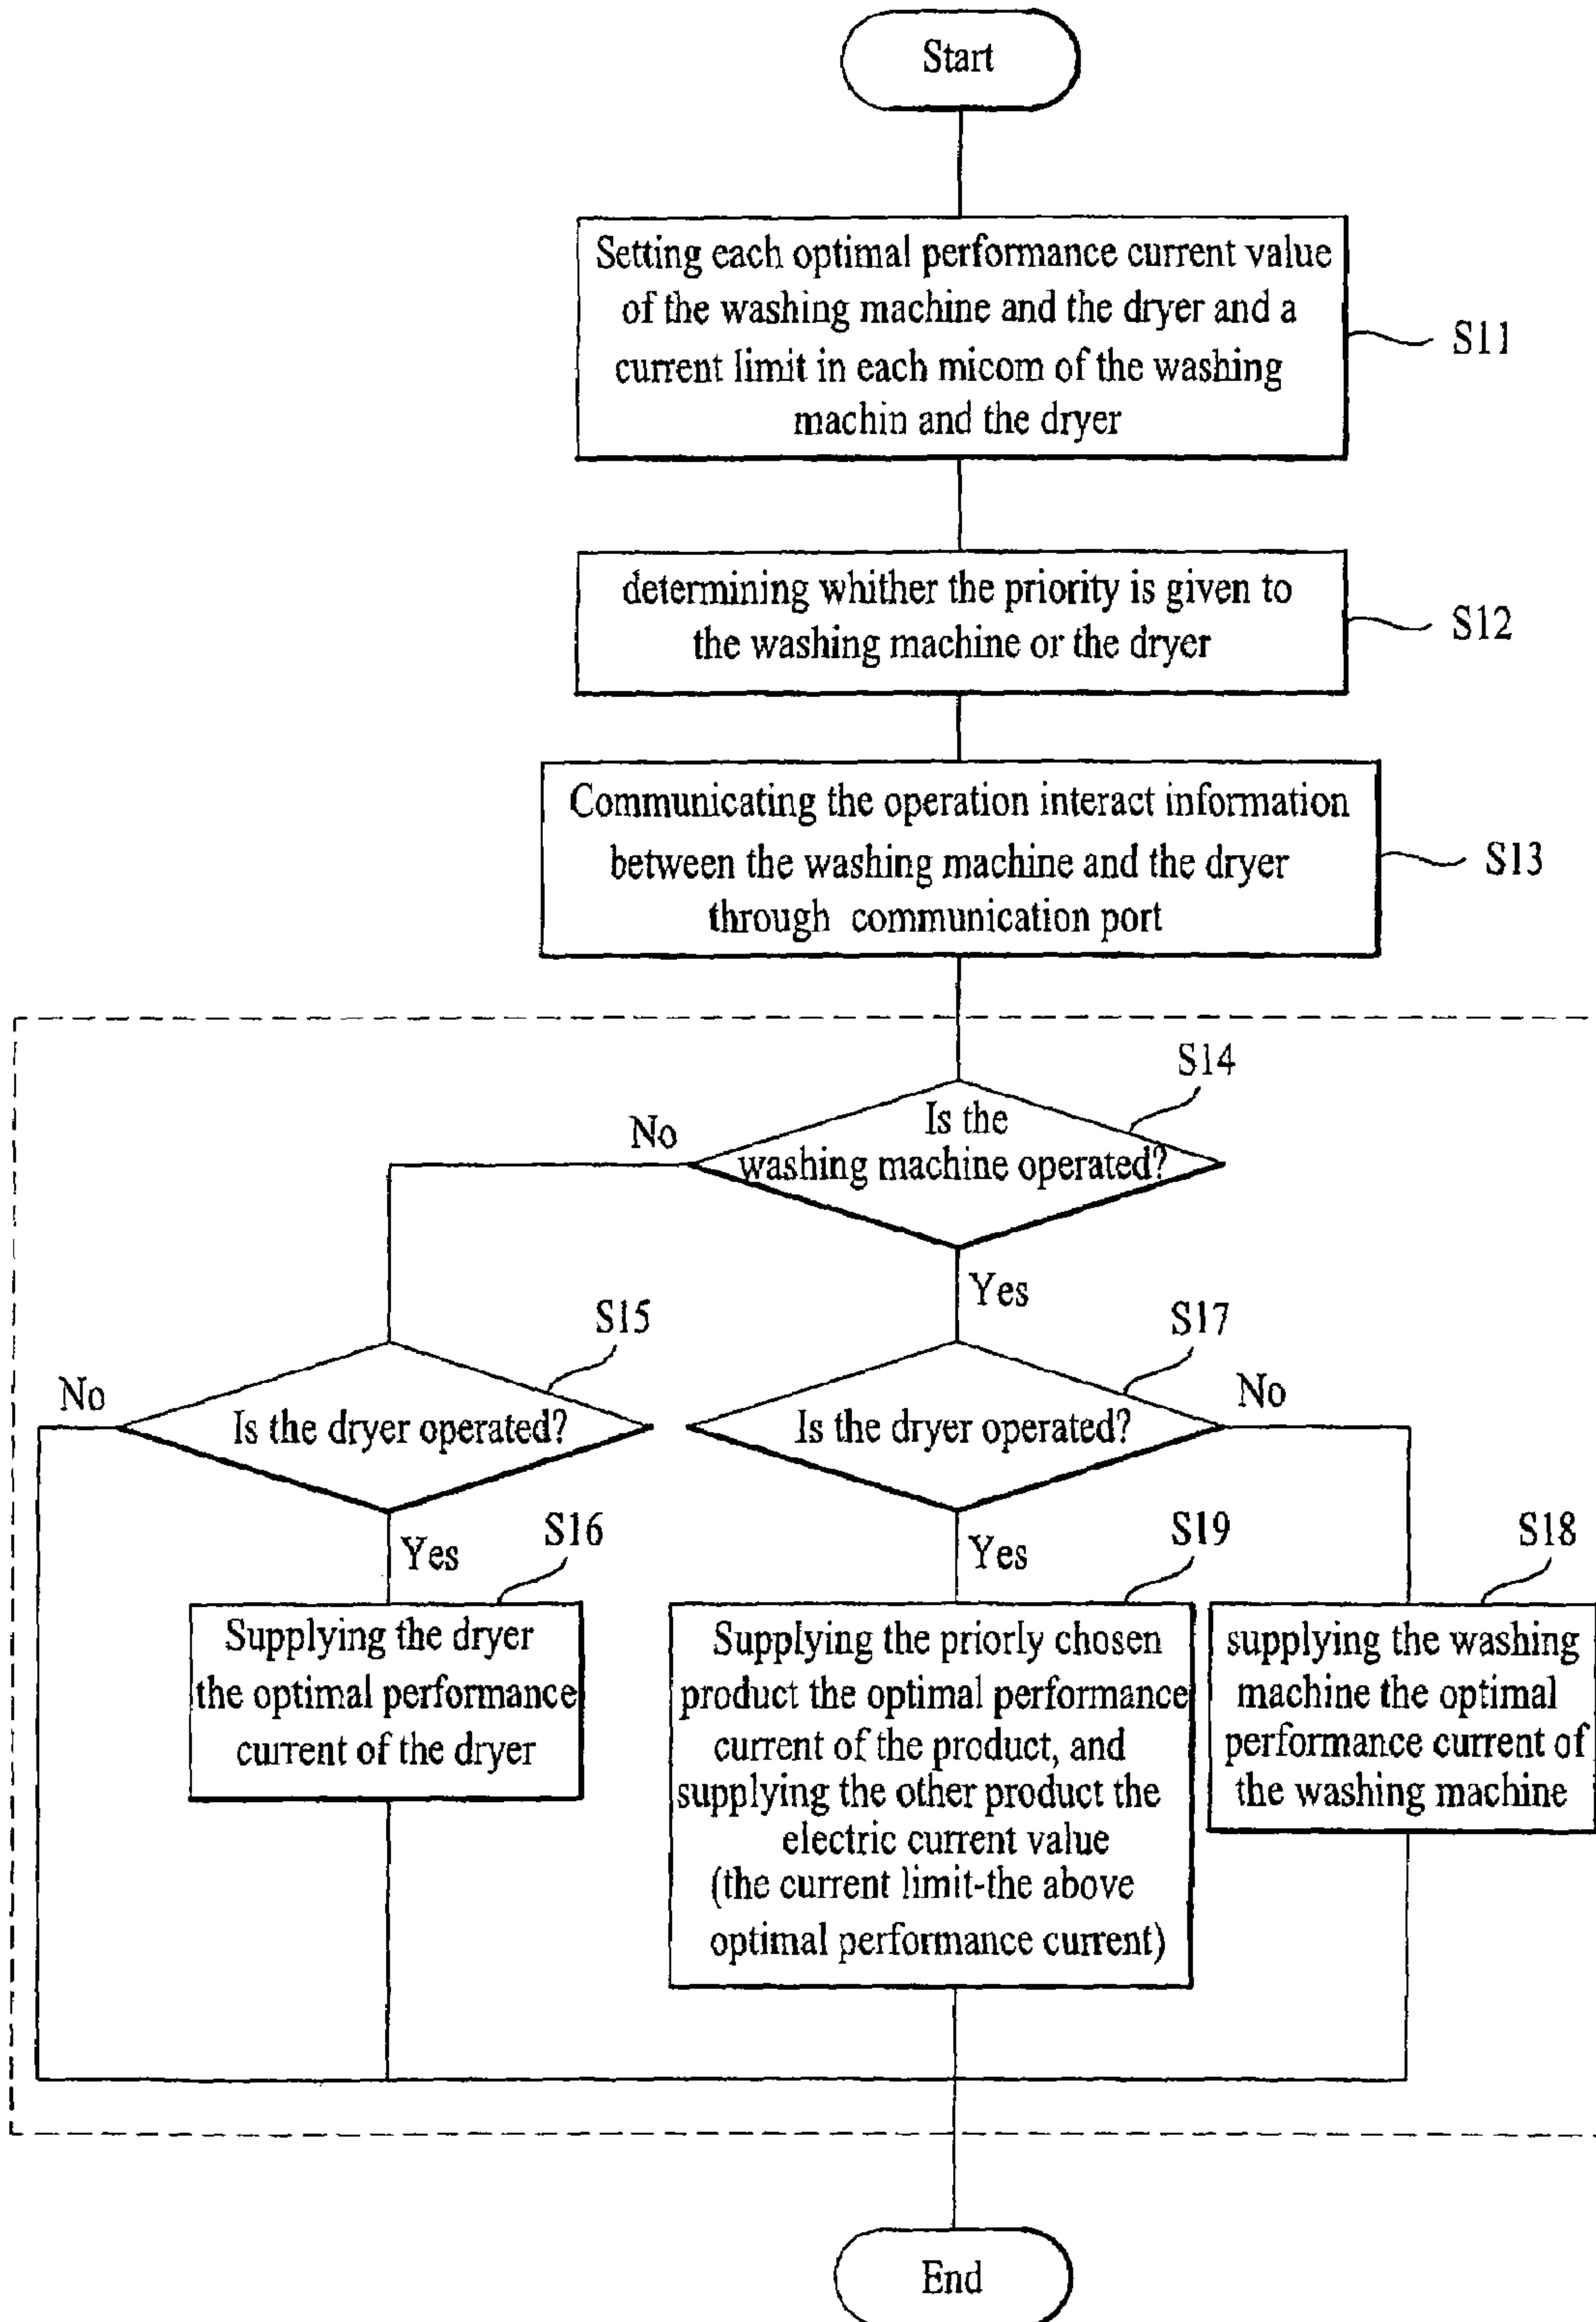 Start
Setting each optimal performance current value
of the washing machine and the dryer and a
current limit in each micom of the washing
machin and the dryer
S11
determining whither the priority is given to
the washing machine or the dryer
S12
Communicating the operation interact information
between the washing machine and the dryer
through communication port
S13
S14
Is the
washing machine operated?
No
Yes
S15
Is the dryer operated?
No
Yes
S17
Is the dryer operated?
No
Yes
S16
Supplying the dryer
the optimal performance
current of the dryer
S19
Supplying the priorly chosen
product the optimal performance
current of the product, and
supplying the other product the
electric current value
(the current limit-the above
optimal performance current)
S18
supplying the washing
machine the optimal
performance current of
the washing machine
End